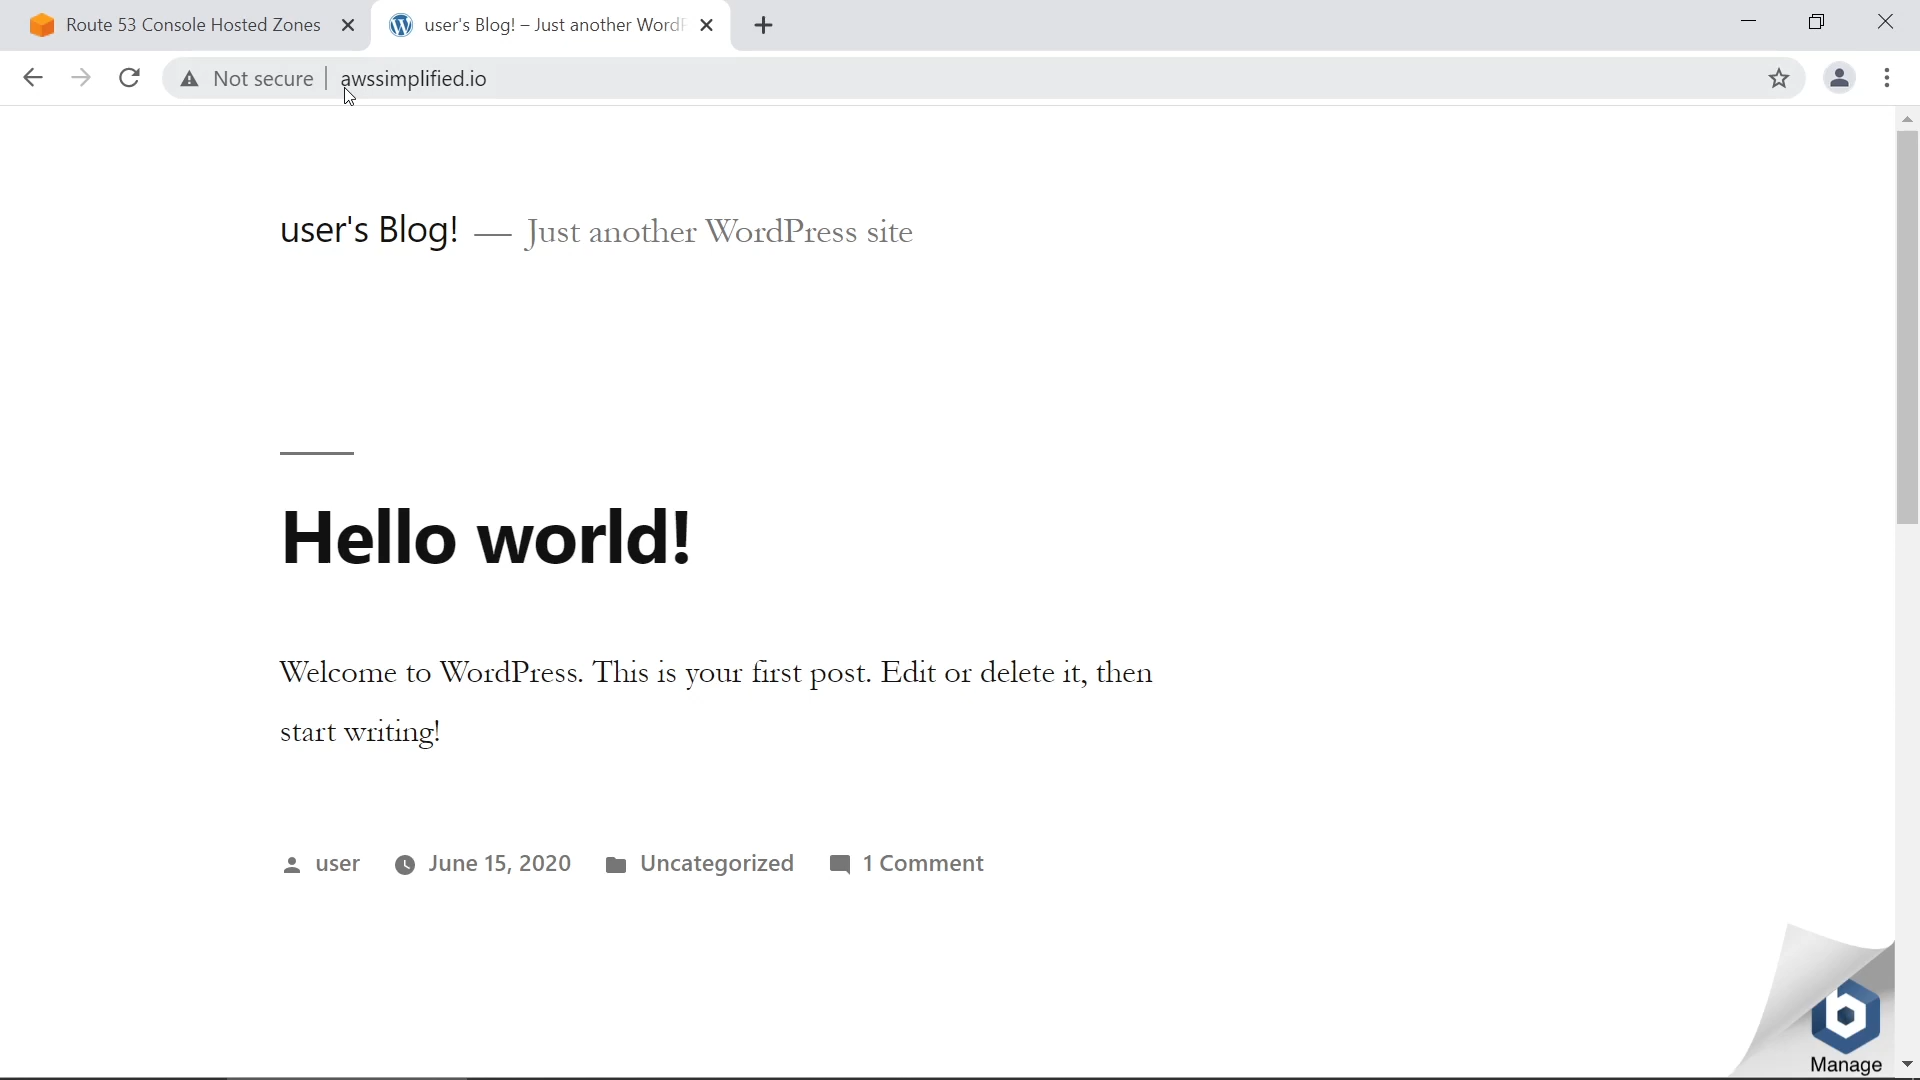 Route 53 Console Hosted Zones
user's Blog! – Just another WordP
Not secure
awssimplified.io
user's Blog! — Just another WordPress site
Hello world!
Welcome to WordPress. This is your first post. Edit or delete it, then
start writing!
user June 15, 2020 Uncategorized 1 Comment
b
Manage